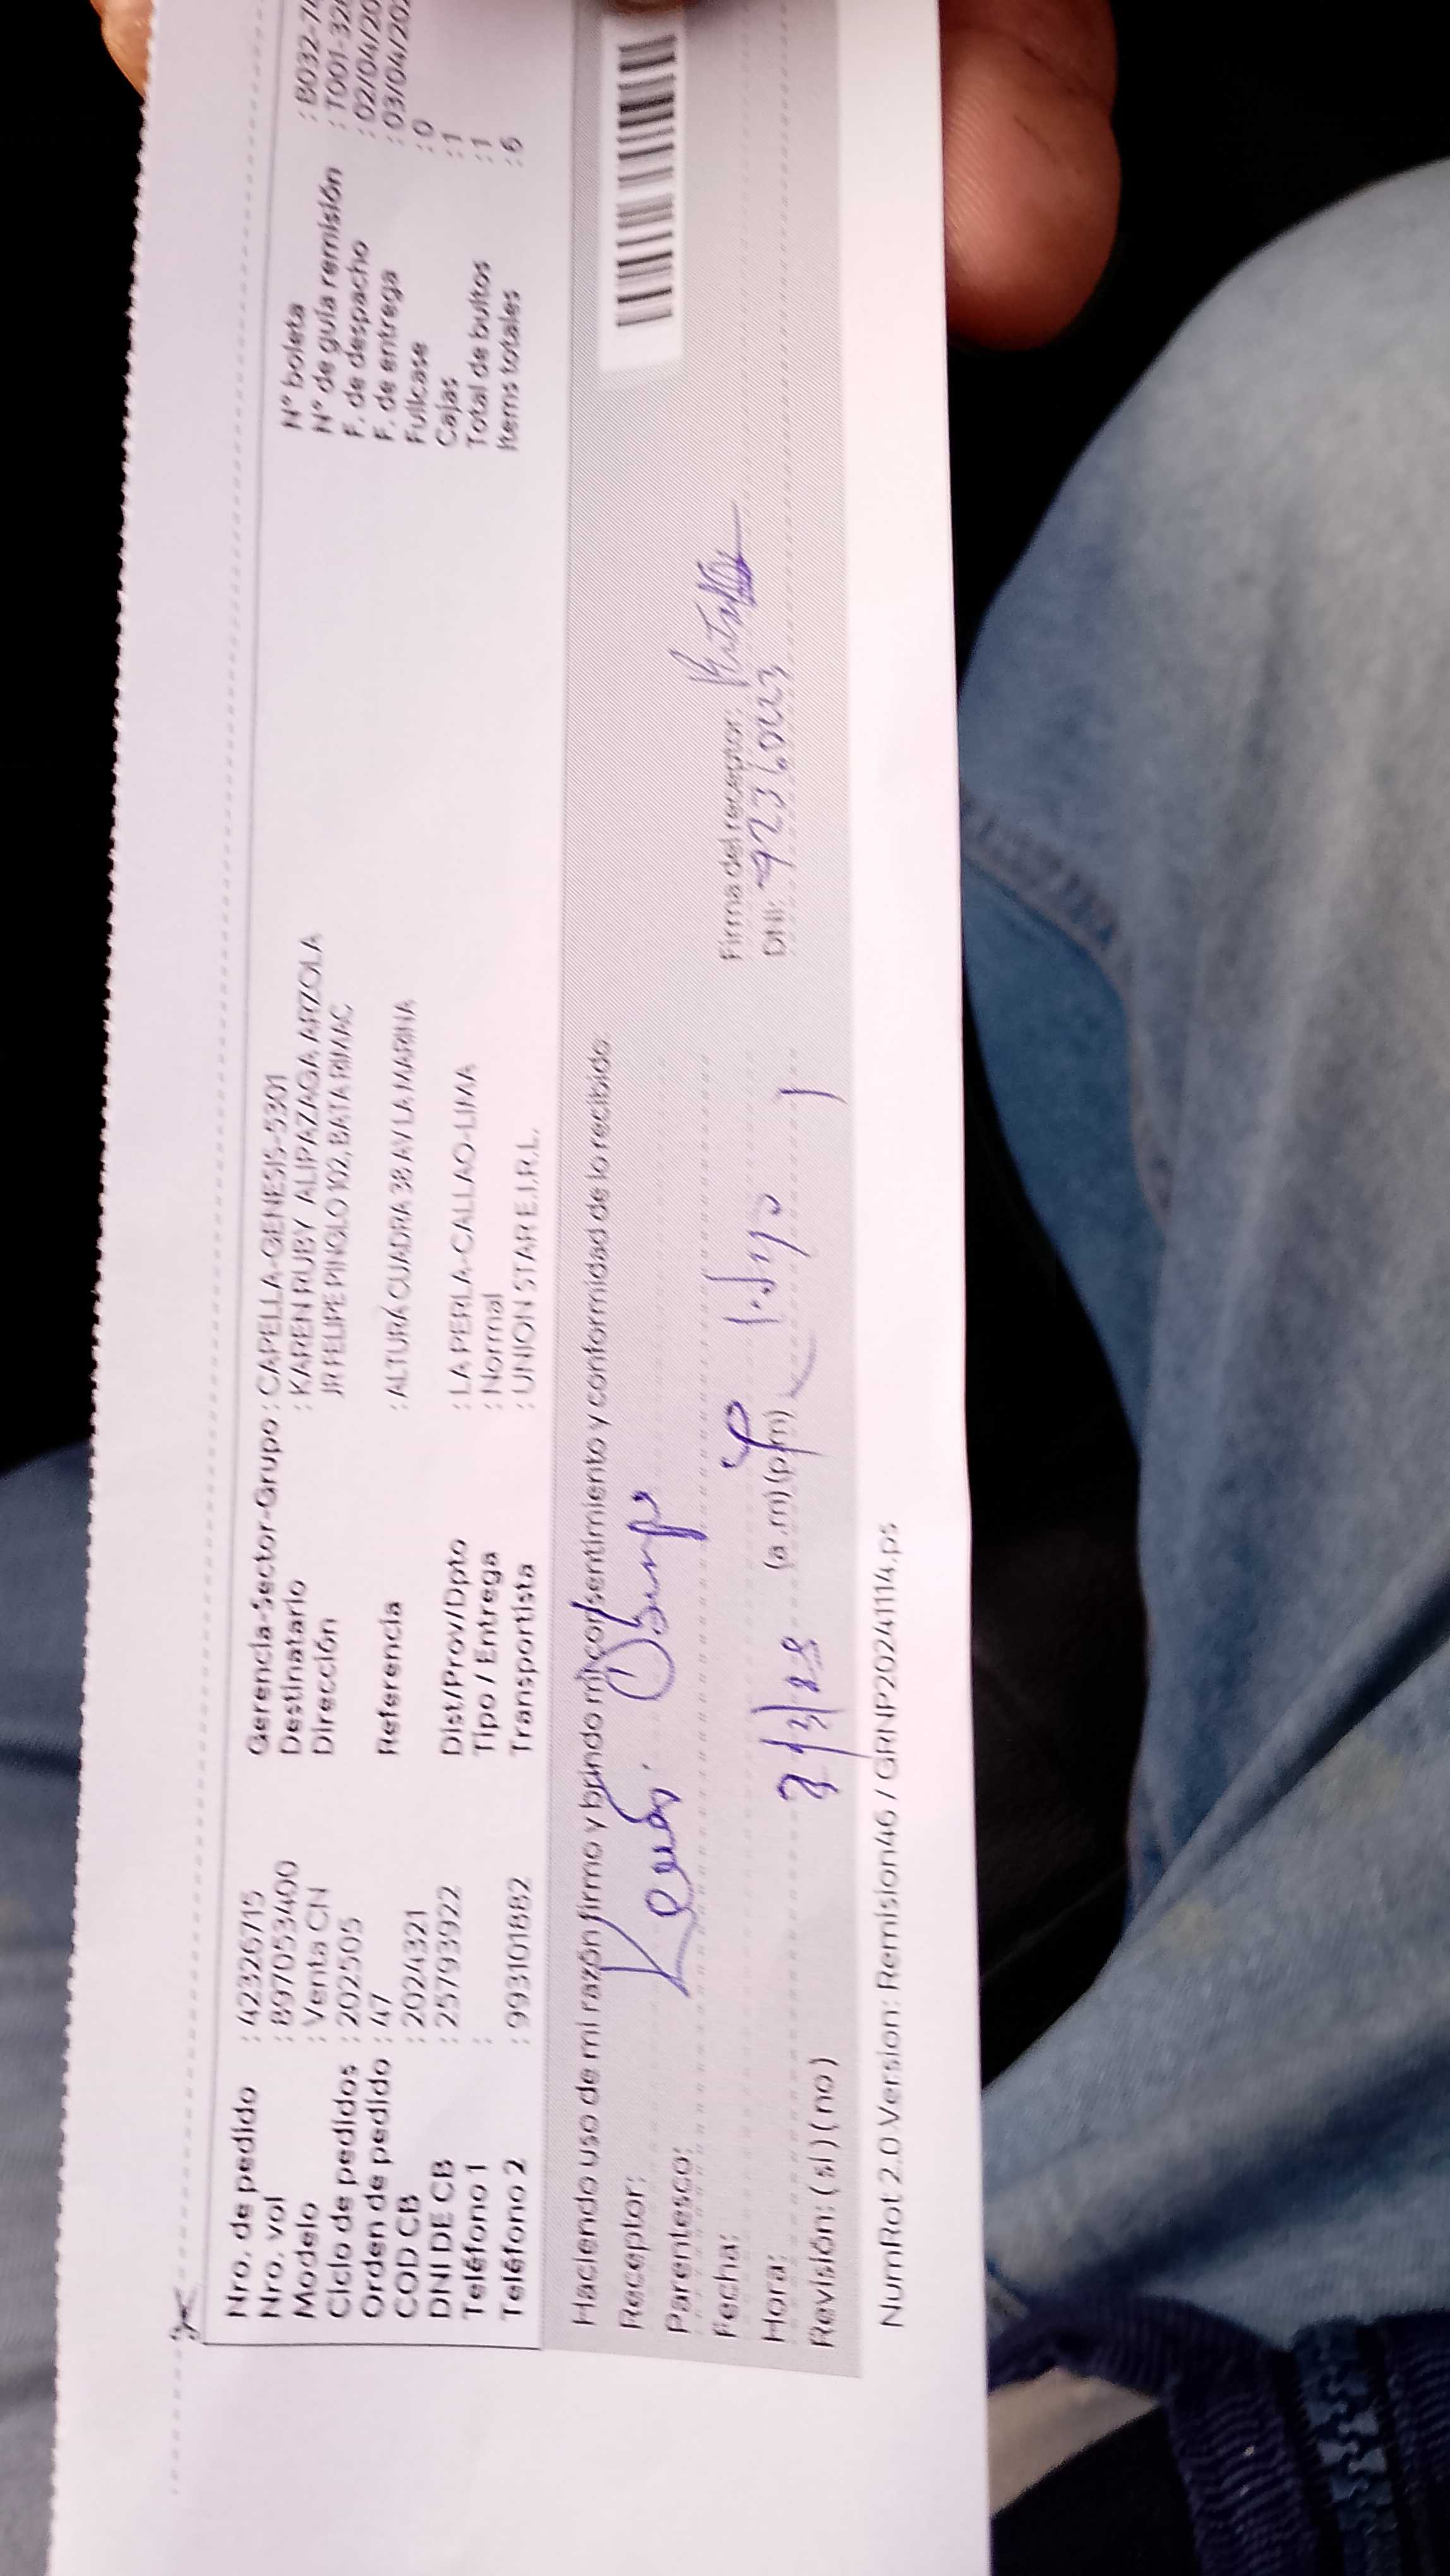 Nro. de pedido : 42326715
Nro. vol : 897053400
Modelo : Venta CN
Ciclo de pedidos : 202505
Orden de pedido : 47
COD CB : 2024321
DNI DE CB : 25793922
Teléfono 1 :
Teléfono 2 : 993101882
Gerencia-Sector-Grupo : CAPELLA-GENESIS-5301
Destinatario : KAREN RUBY ALIPAZAGA ARZOLA
Dirección JR FELIPE PINGLO 102, BATA RIMAC
Referencia : ALTURA CUADRA 38 AV LA MARINA
Dist/Prov/Dpto : LA PERLA-CALLAO-LIMA
Tipo / Entrega : Normal
Transportista : UNION STAR E.I.R.L.
N° boleta : B032-7
N° de guía remisión : T001-32
F. de despacho : 02/04/20
F. de entrega : 03/04/202
Fullcase : 0
Cajas : 1
Total de bultos : 1
Items totales : 6
Haciendo uso de mi razón firmo y brindo mi consentimiento y conformidad de lo recibido:
Receptor:
Parentesco:
Fecha:
Firma del receptor:
Hora: (a.m) (p.m)
DNI:
Revisión: (si) (no)
NumRot 2.0 Version: Remision46 / GRNP20241114.ps